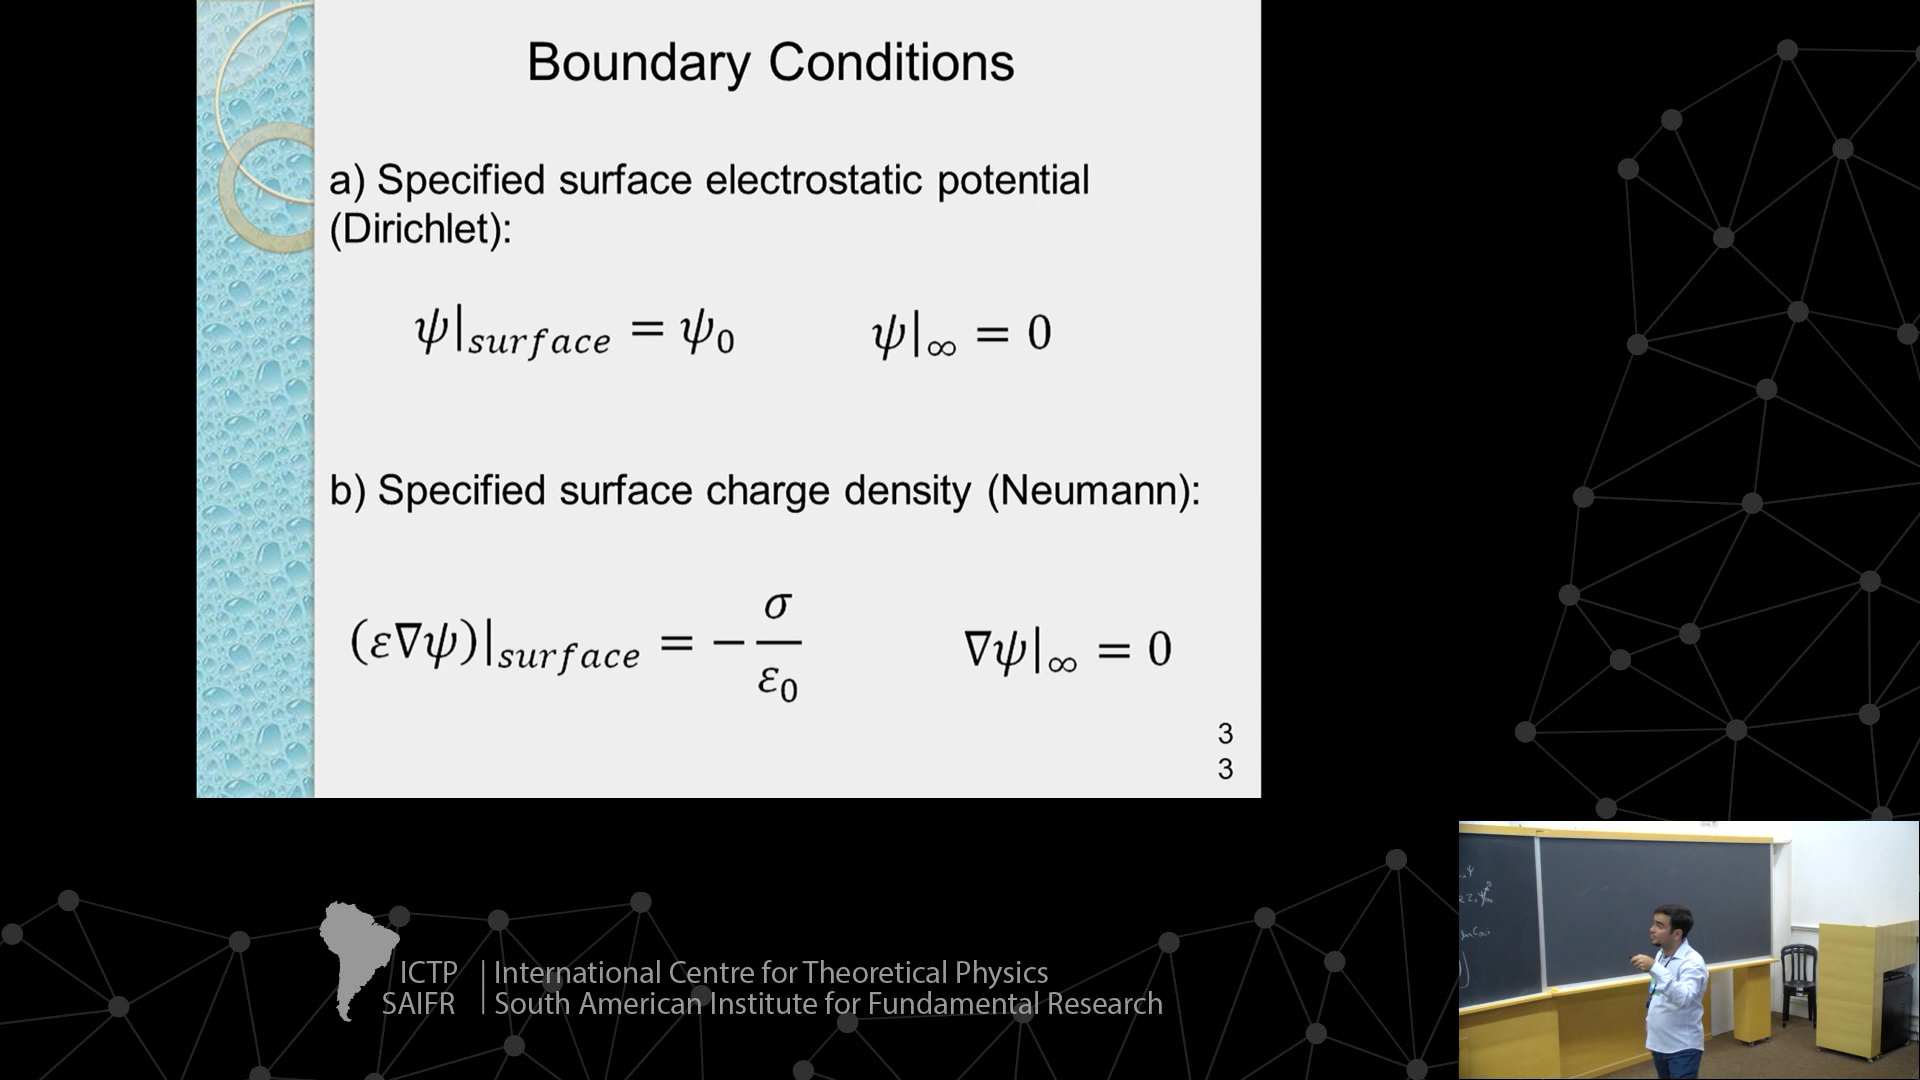 Boundary Conditions
a) Specified surface electrostatic potential
(Dirichlet):
ψ|surface = ψ0    ψ|∞ = 0
b) Specified surface charge density (Neumann):
(ε∇ψ)|surface = −σ/ε0    ∇ψ|∞ = 0
3
3
ICTP | International Centre for Theoretical Physics
SAIFR | South American Institute for Fundamental Research